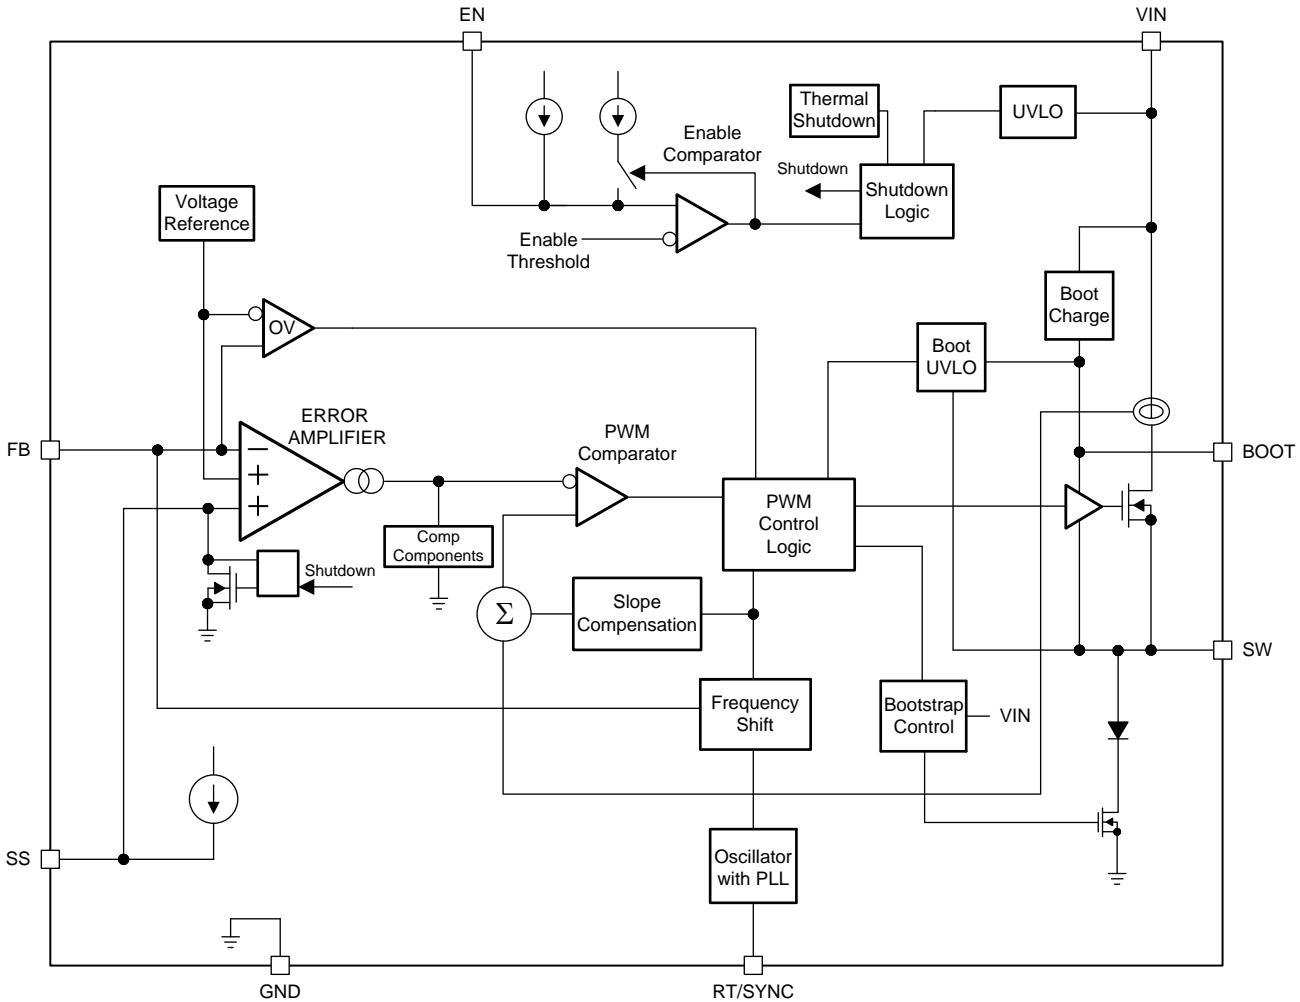 EN
VIN
Thermal
Shutdown
UVLO
Enable
Comparator
Shutdown
Shutdown
Logic
Voltage
Reference
Enable
Threshold
Boot
Charge
OV
Boot
UVLO
ERROR
AMPLIFIER
PWM
Comparator
FB
BOOT
PWM
Control
Logic
Comp
Components
Shutdown
Slope
Compensation
Σ
SW
Frequency
Shift
Bootstrap
Control
VIN
SS
Oscillator
with PLL
GND
RT/SYNC